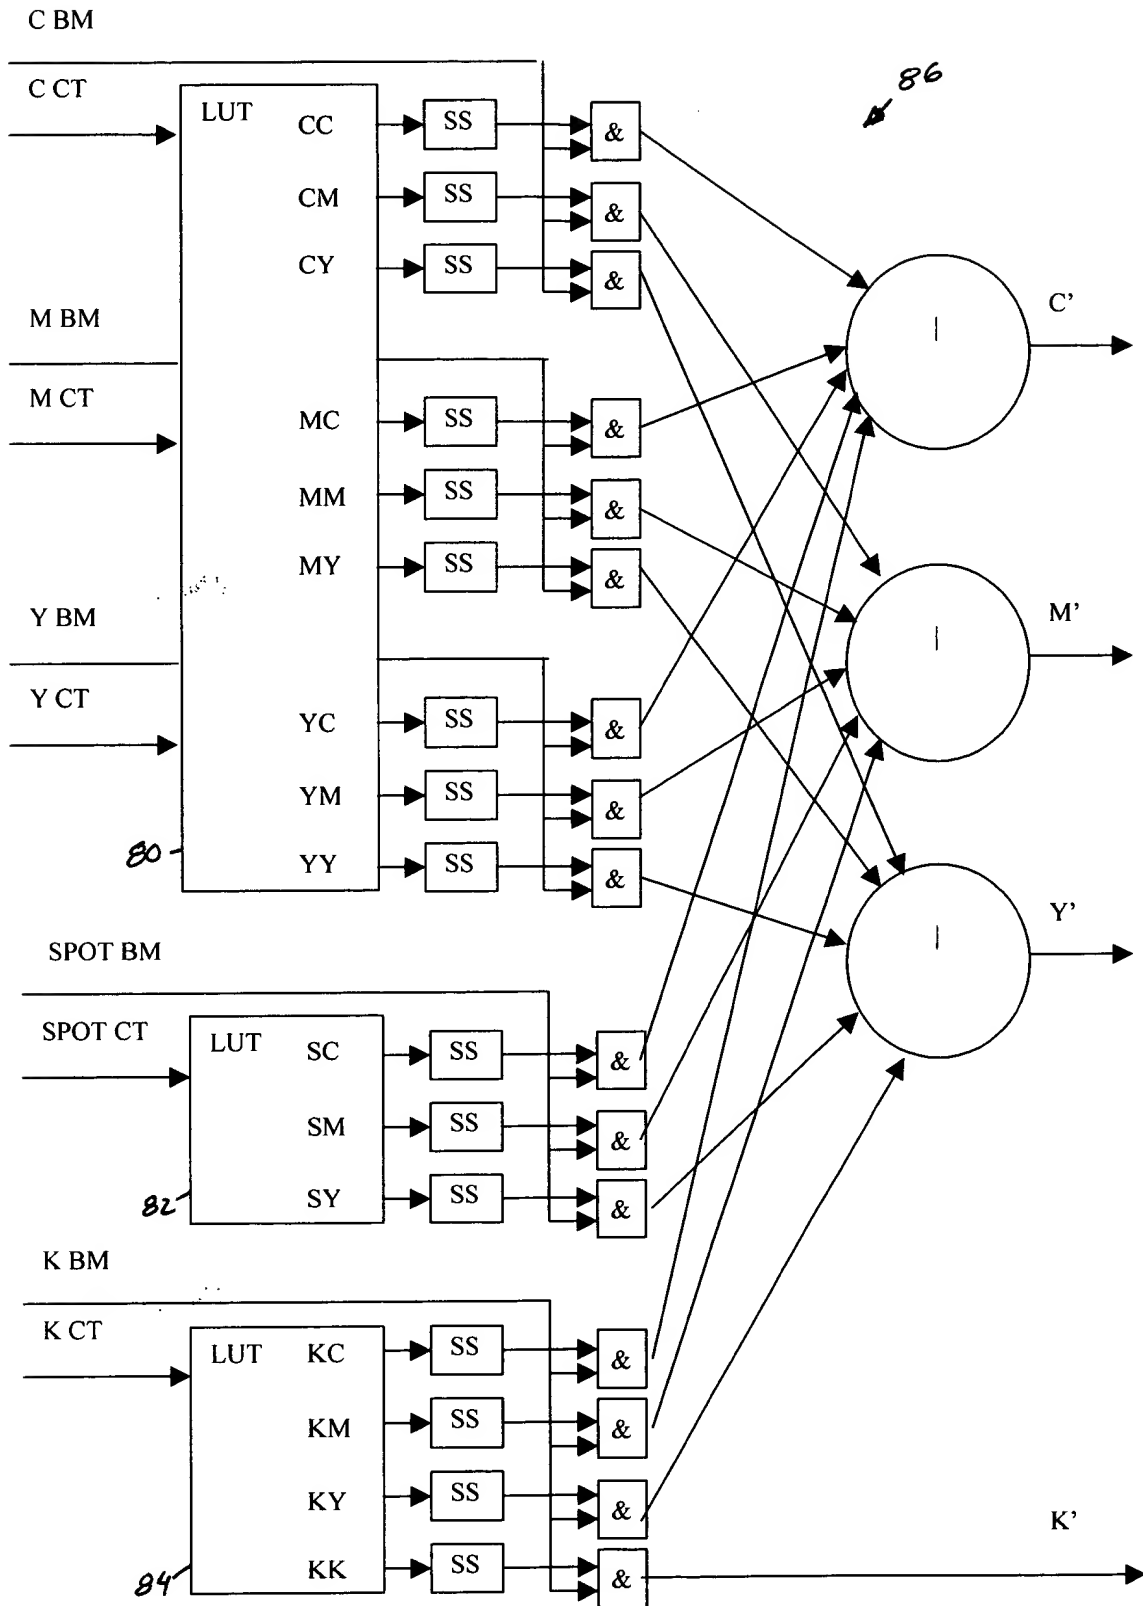 C BM
C CT
LUT
CC
SS
&
CM
SS
&
CY
SS
&
86
C'
|
M BM
M CT
MC
SS
&
MM
SS
&
MY
SS
&
M'
|
Y BM
Y CT
YC
SS
&
YM
SS
&
YY
SS
&
80
Y'
|
SPOT BM
SPOT CT
LUT
SC
SS
&
SM
SS
&
SY
SS
&
82
K BM
K CT
LUT
KC
SS
&
KM
SS
&
KY
SS
&
KK
SS
&
84
K'